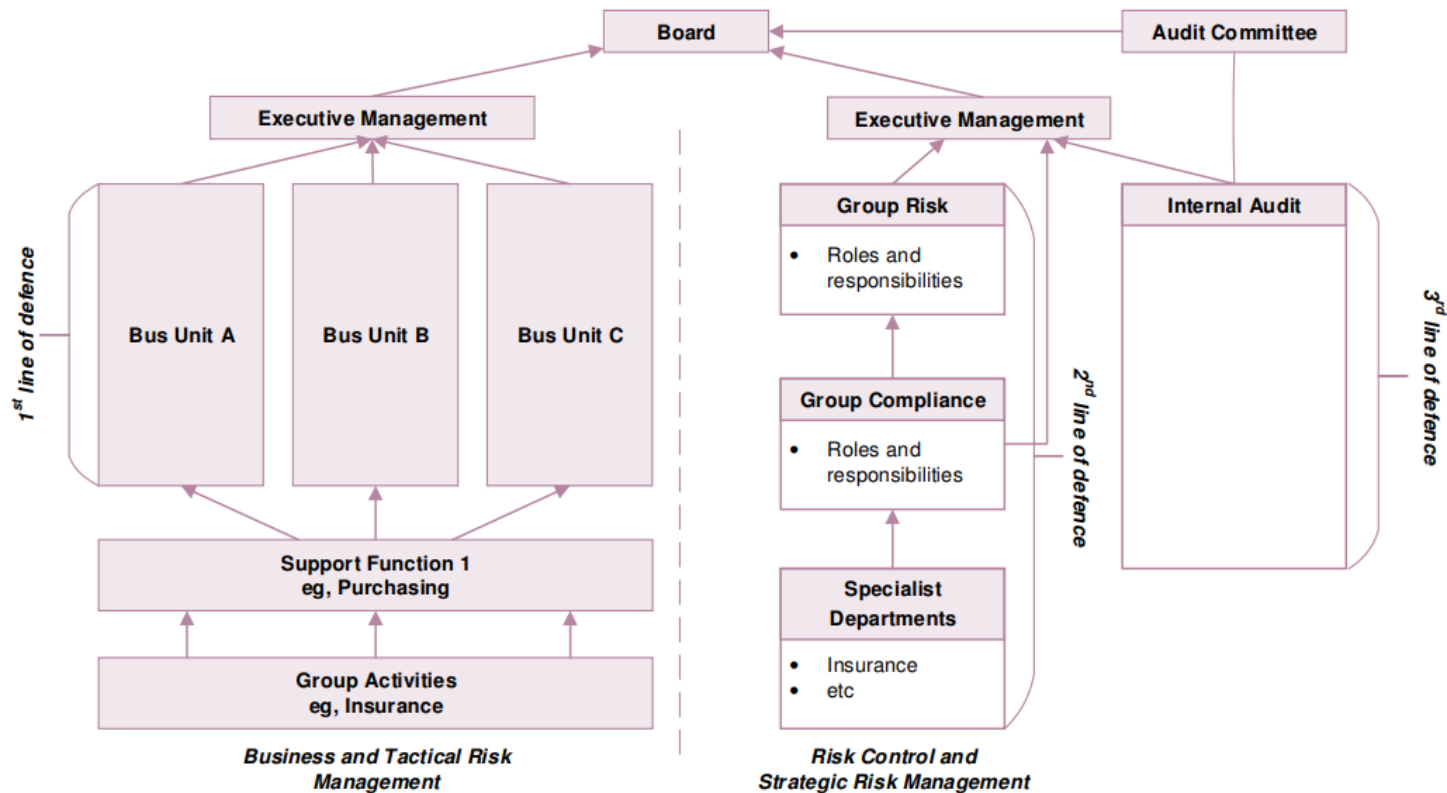 Board
Audit Committee
Executive Management
Executive Management
1st line of defence
Bus Unit A
Bus Unit B
Bus Unit C
Support Function 1
eg, Purchasing
Group Activities
eg, Insurance
Business and Tactical Risk
Management
Group Risk
• Roles and
responsibilities
Group Compliance
• Roles and
responsibilities
Specialist
Departments
• Insurance
• etc
2nd line of defence
Risk Control and
Strategic Risk Management
Internal Audit
3rd line of defence